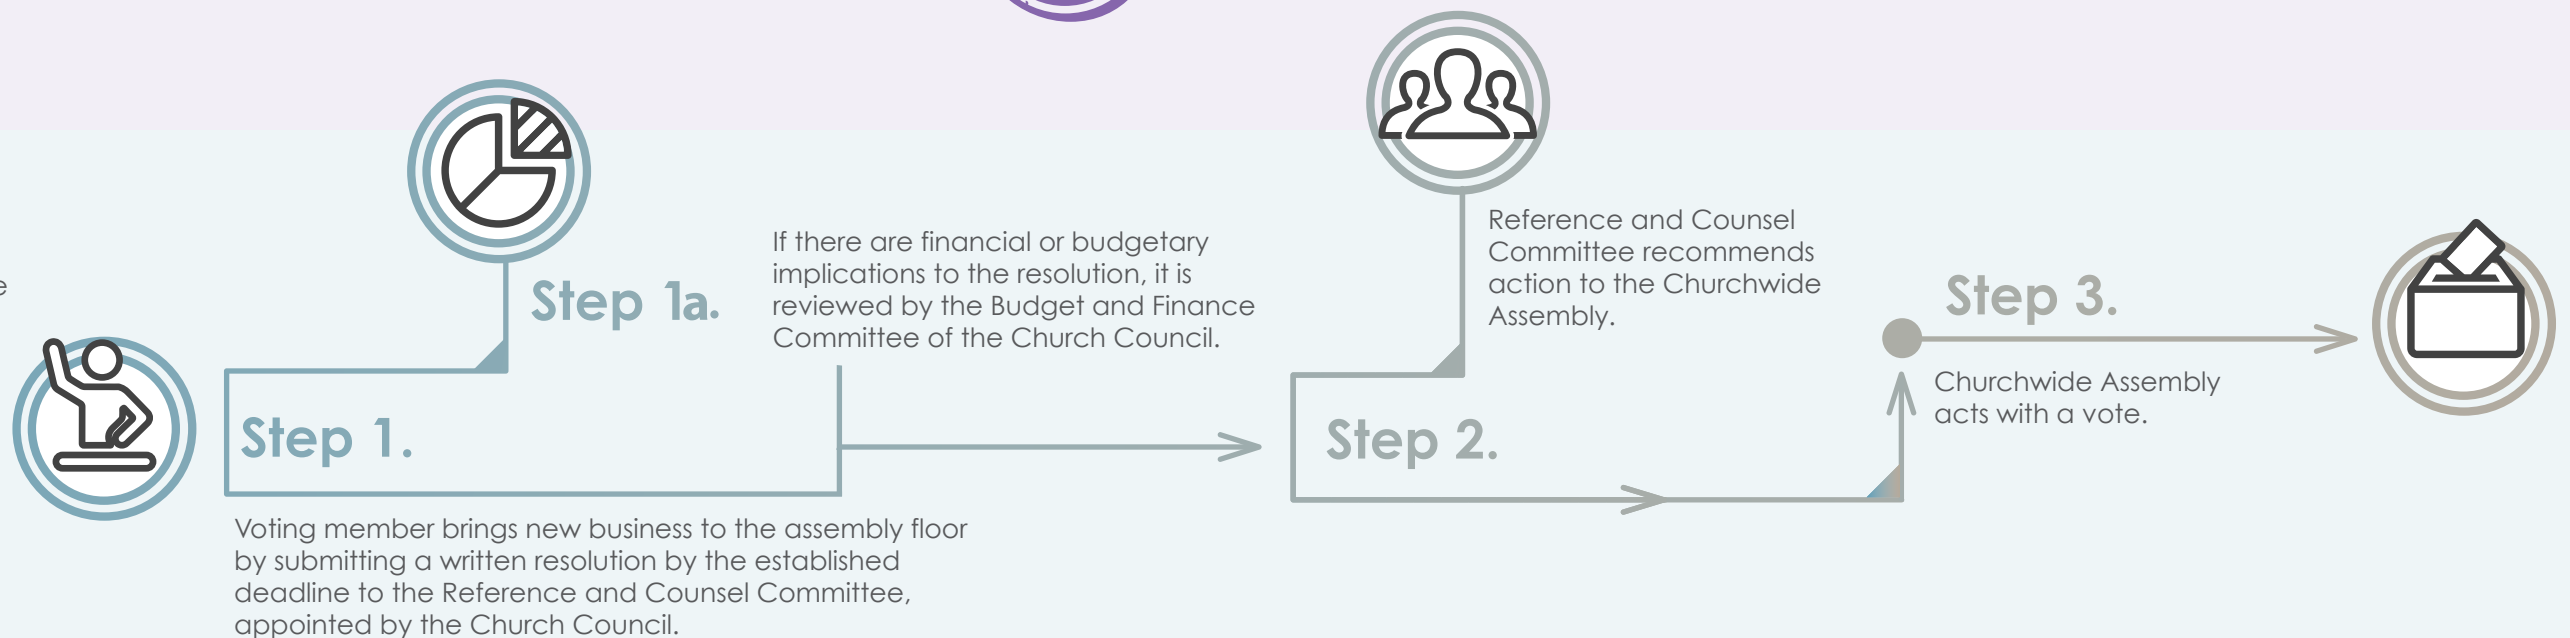 Step 1.
Voting member brings new business to the assembly floor
by submitting a written resolution by the established
deadline to the Reference and Counsel Committee,
appointed by the Church Council.
Step 1a.
If there are financial or budgetary
implications to the resolution, it is
reviewed by the Budget and Finance
Committee of the Church Council.
Step 2.
Reference and Counsel
Committee recommends
action to the Churchwide
Assembly.
Step 3.
Churchwide Assembly
acts with a vote.